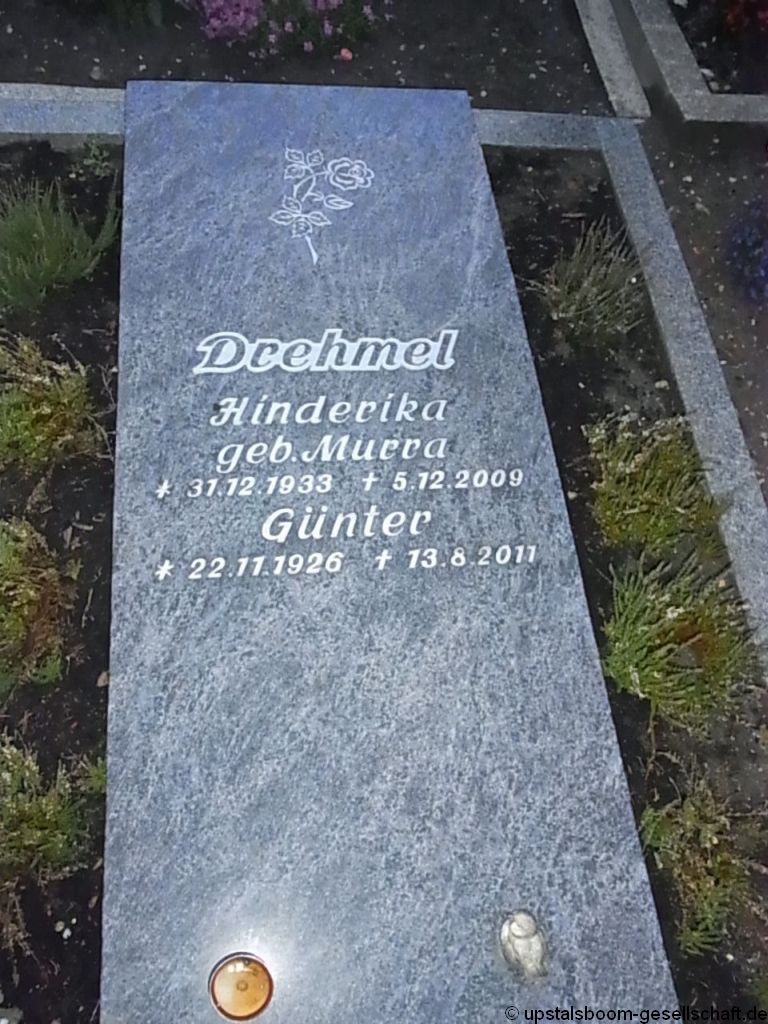 Drehmel
Hinderika
geb. Murra
* 31.12.1933 † 5.12.2009
Günter
* 22.11.1926 † 13.8.2011
© upstalsboom-gesellschaft.de